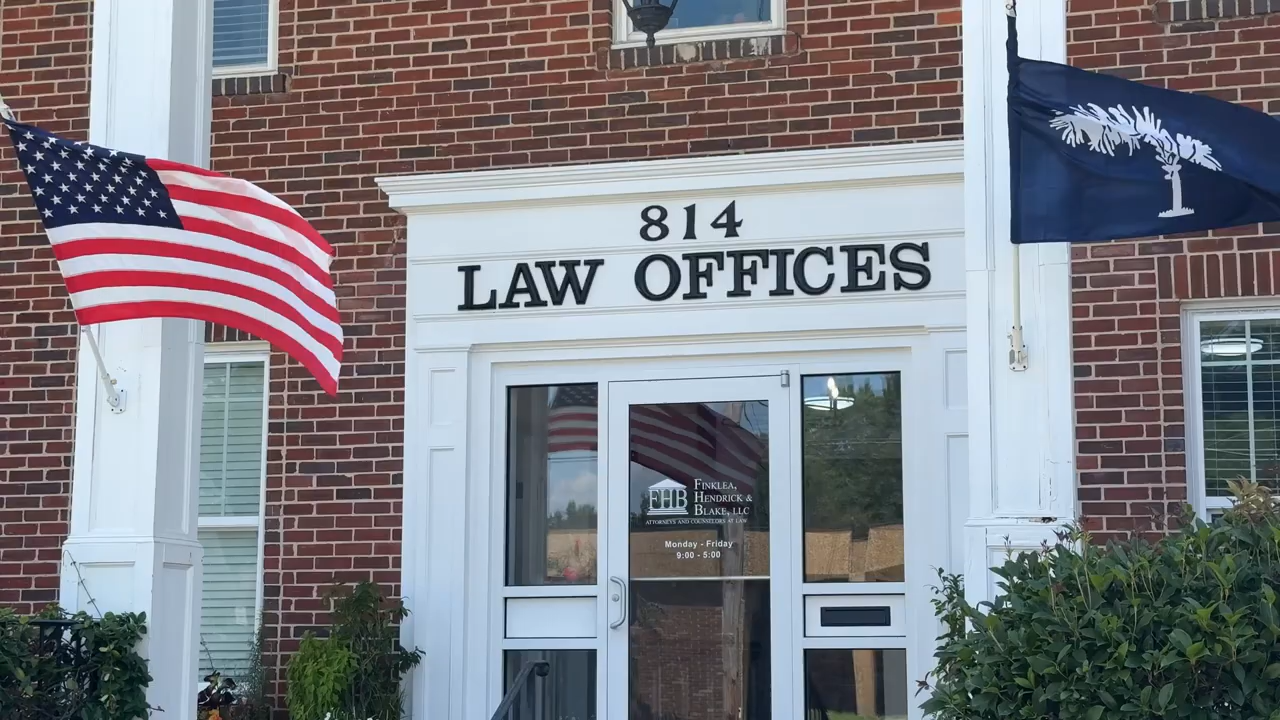 814
LAW OFFICES
FHB
FINKLEA,
HENDRICK &
BLAKE, LLC
ATTORNEYS AND COUNSELORS AT LAW
Monday - Friday
9:00 - 5:00